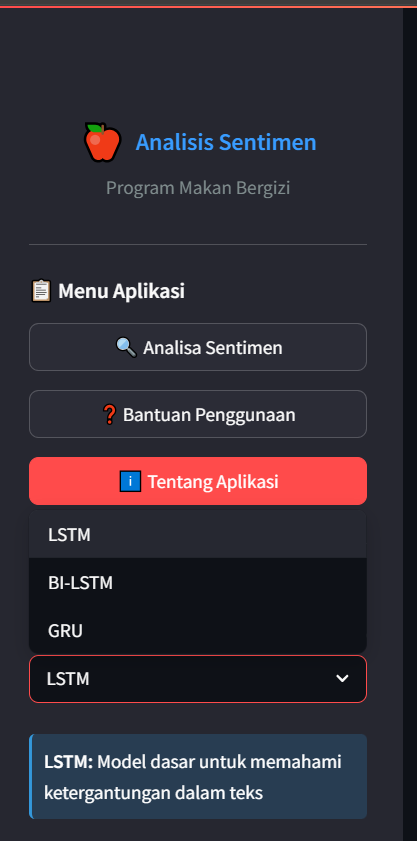 Analisis Sentimen
Program Makan Bergizi
Menu Aplikasi
Analisa Sentimen
Bantuan Penggunaan
Tentang Aplikasi
LSTM
BI-LSTM
GRU
LSTM
LSTM: Model dasar untuk memahami
ketergantungan dalam teks